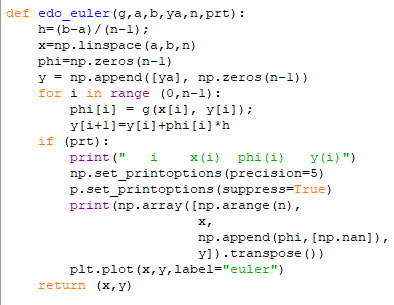 def edo_euler(g,a,b,ya,n,prt):
    h=(b-a)/(n-1);
    x=np.linspace(a,b,n)
    phi=np.zeros(n-1)
    y = np.append([ya], np.zeros(n-1))
    for i in range (0,n-1):
        phi[i] = g(x[i], y[i]);
        y[i+1]=y[i]+phi[i]*h
    if (prt):
        print("   i    x(i)  phi(i)   y(i)")
        np.set_printoptions(precision=5)
        p.set_printoptions(suppress=True)
        print(np.array([np.arange(n),
                        x,
                        np.append(phi,[np.nan]),
                        y]).transpose())
        plt.plot(x,y,label="euler")
    return (x,y)